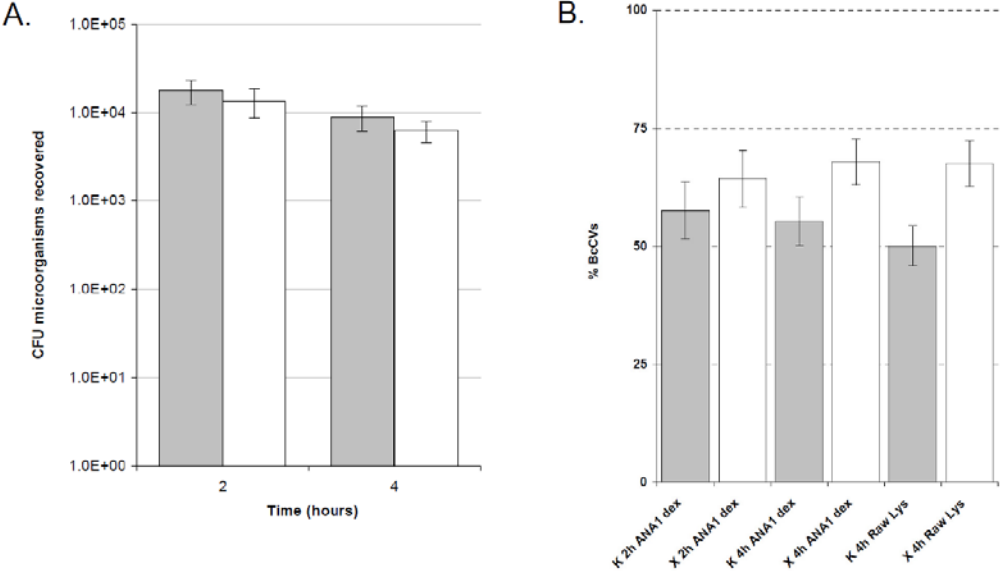 A.
1.0E+05
1.0E+04
1.0E+03
1.0E+02
1.0E+01
1.0E+00
CFU microorganisms recovered
2
4
Time (hours)
B.
100
75
50
25
0
% BcCVs
K 2h ANA1 dex
X 2h ANA1 dex
K 4h ANA1 dex
X 4h ANA1 dex
K 4h Raw Lys
X 4h Raw Lys